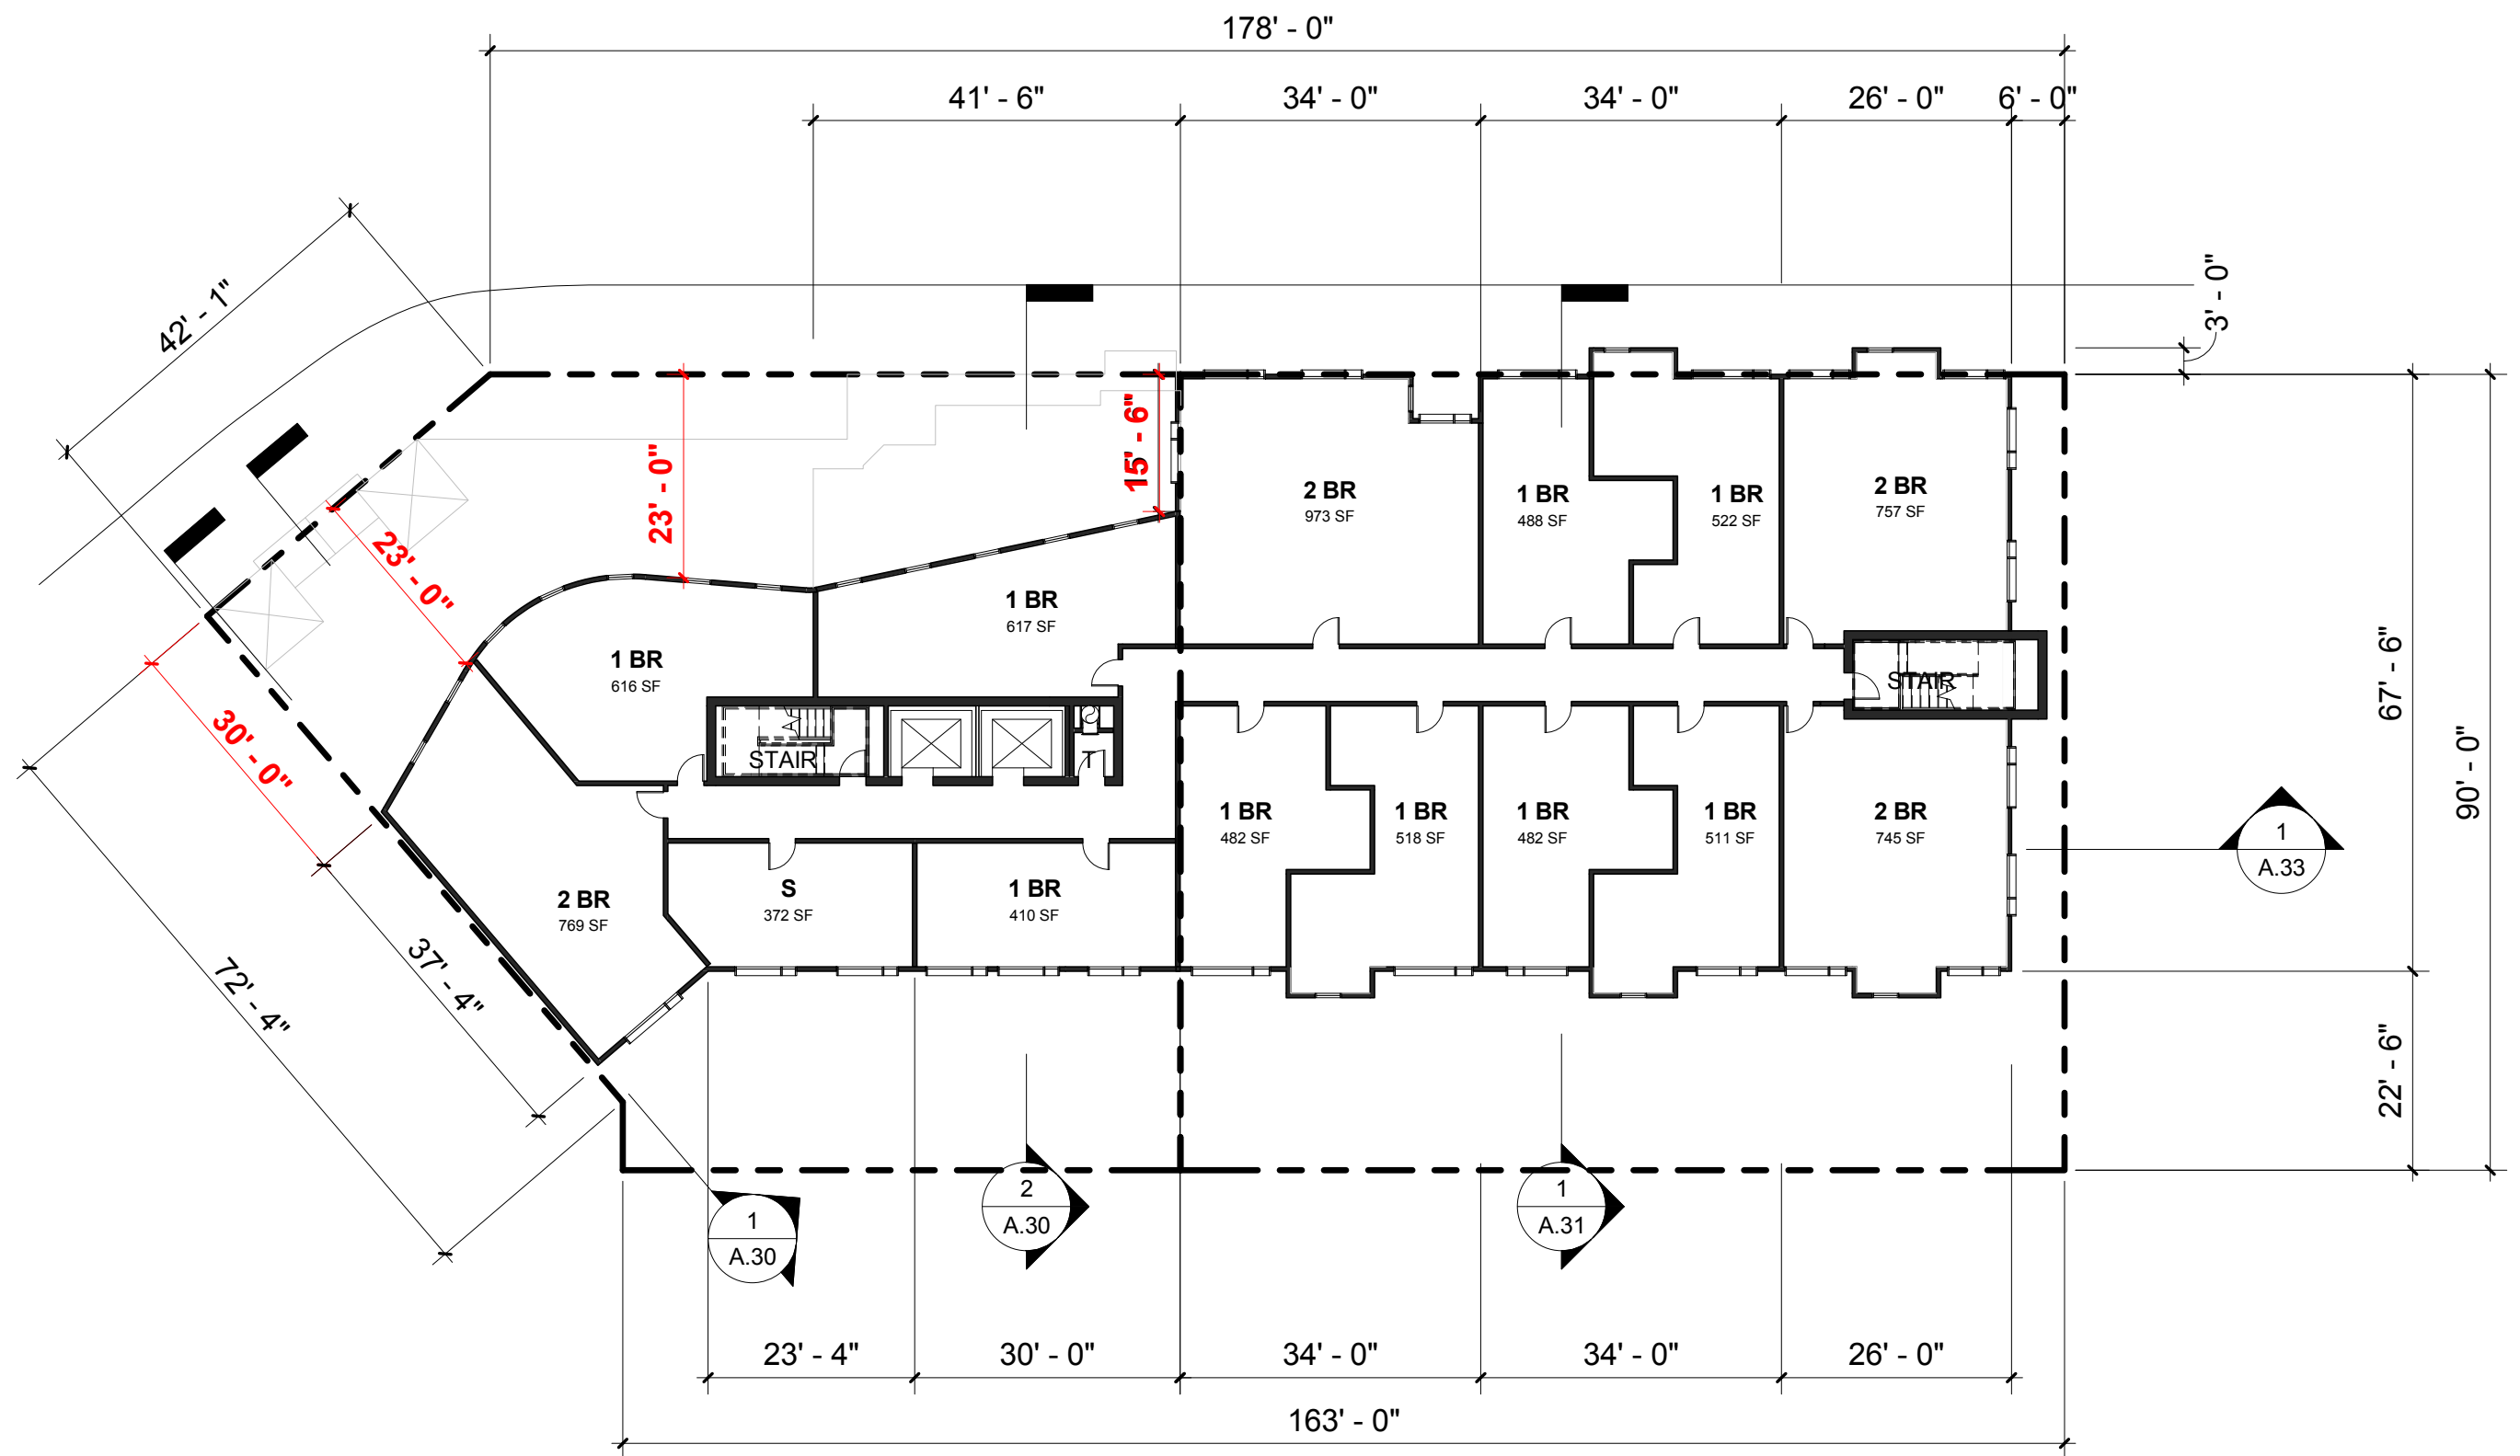 178' - 0"
41' - 6"
34' - 0"
34' - 0"
26' - 0"
6' - 0"
42' - 1"
3' - 0"
23' - 0"
15' - 6"
23' - 0"
2 BR
973 SF
1 BR
488 SF
1 BR
522 SF
2 BR
757 SF
1 BR
617 SF
1 BR
616 SF
STAIR
STAIR
T
30' - 0"
67' - 6"
90' - 0"
1 BR
482 SF
1 BR
518 SF
1 BR
482 SF
1 BR
511 SF
2 BR
745 SF
1
A.33
2 BR
769 SF
S
372 SF
1 BR
410 SF
37' - 4"
72' - 4"
22' - 6"
1
A.30
2
A.30
1
A.31
23' - 4"
30' - 0"
34' - 0"
34' - 0"
26' - 0"
163' - 0"